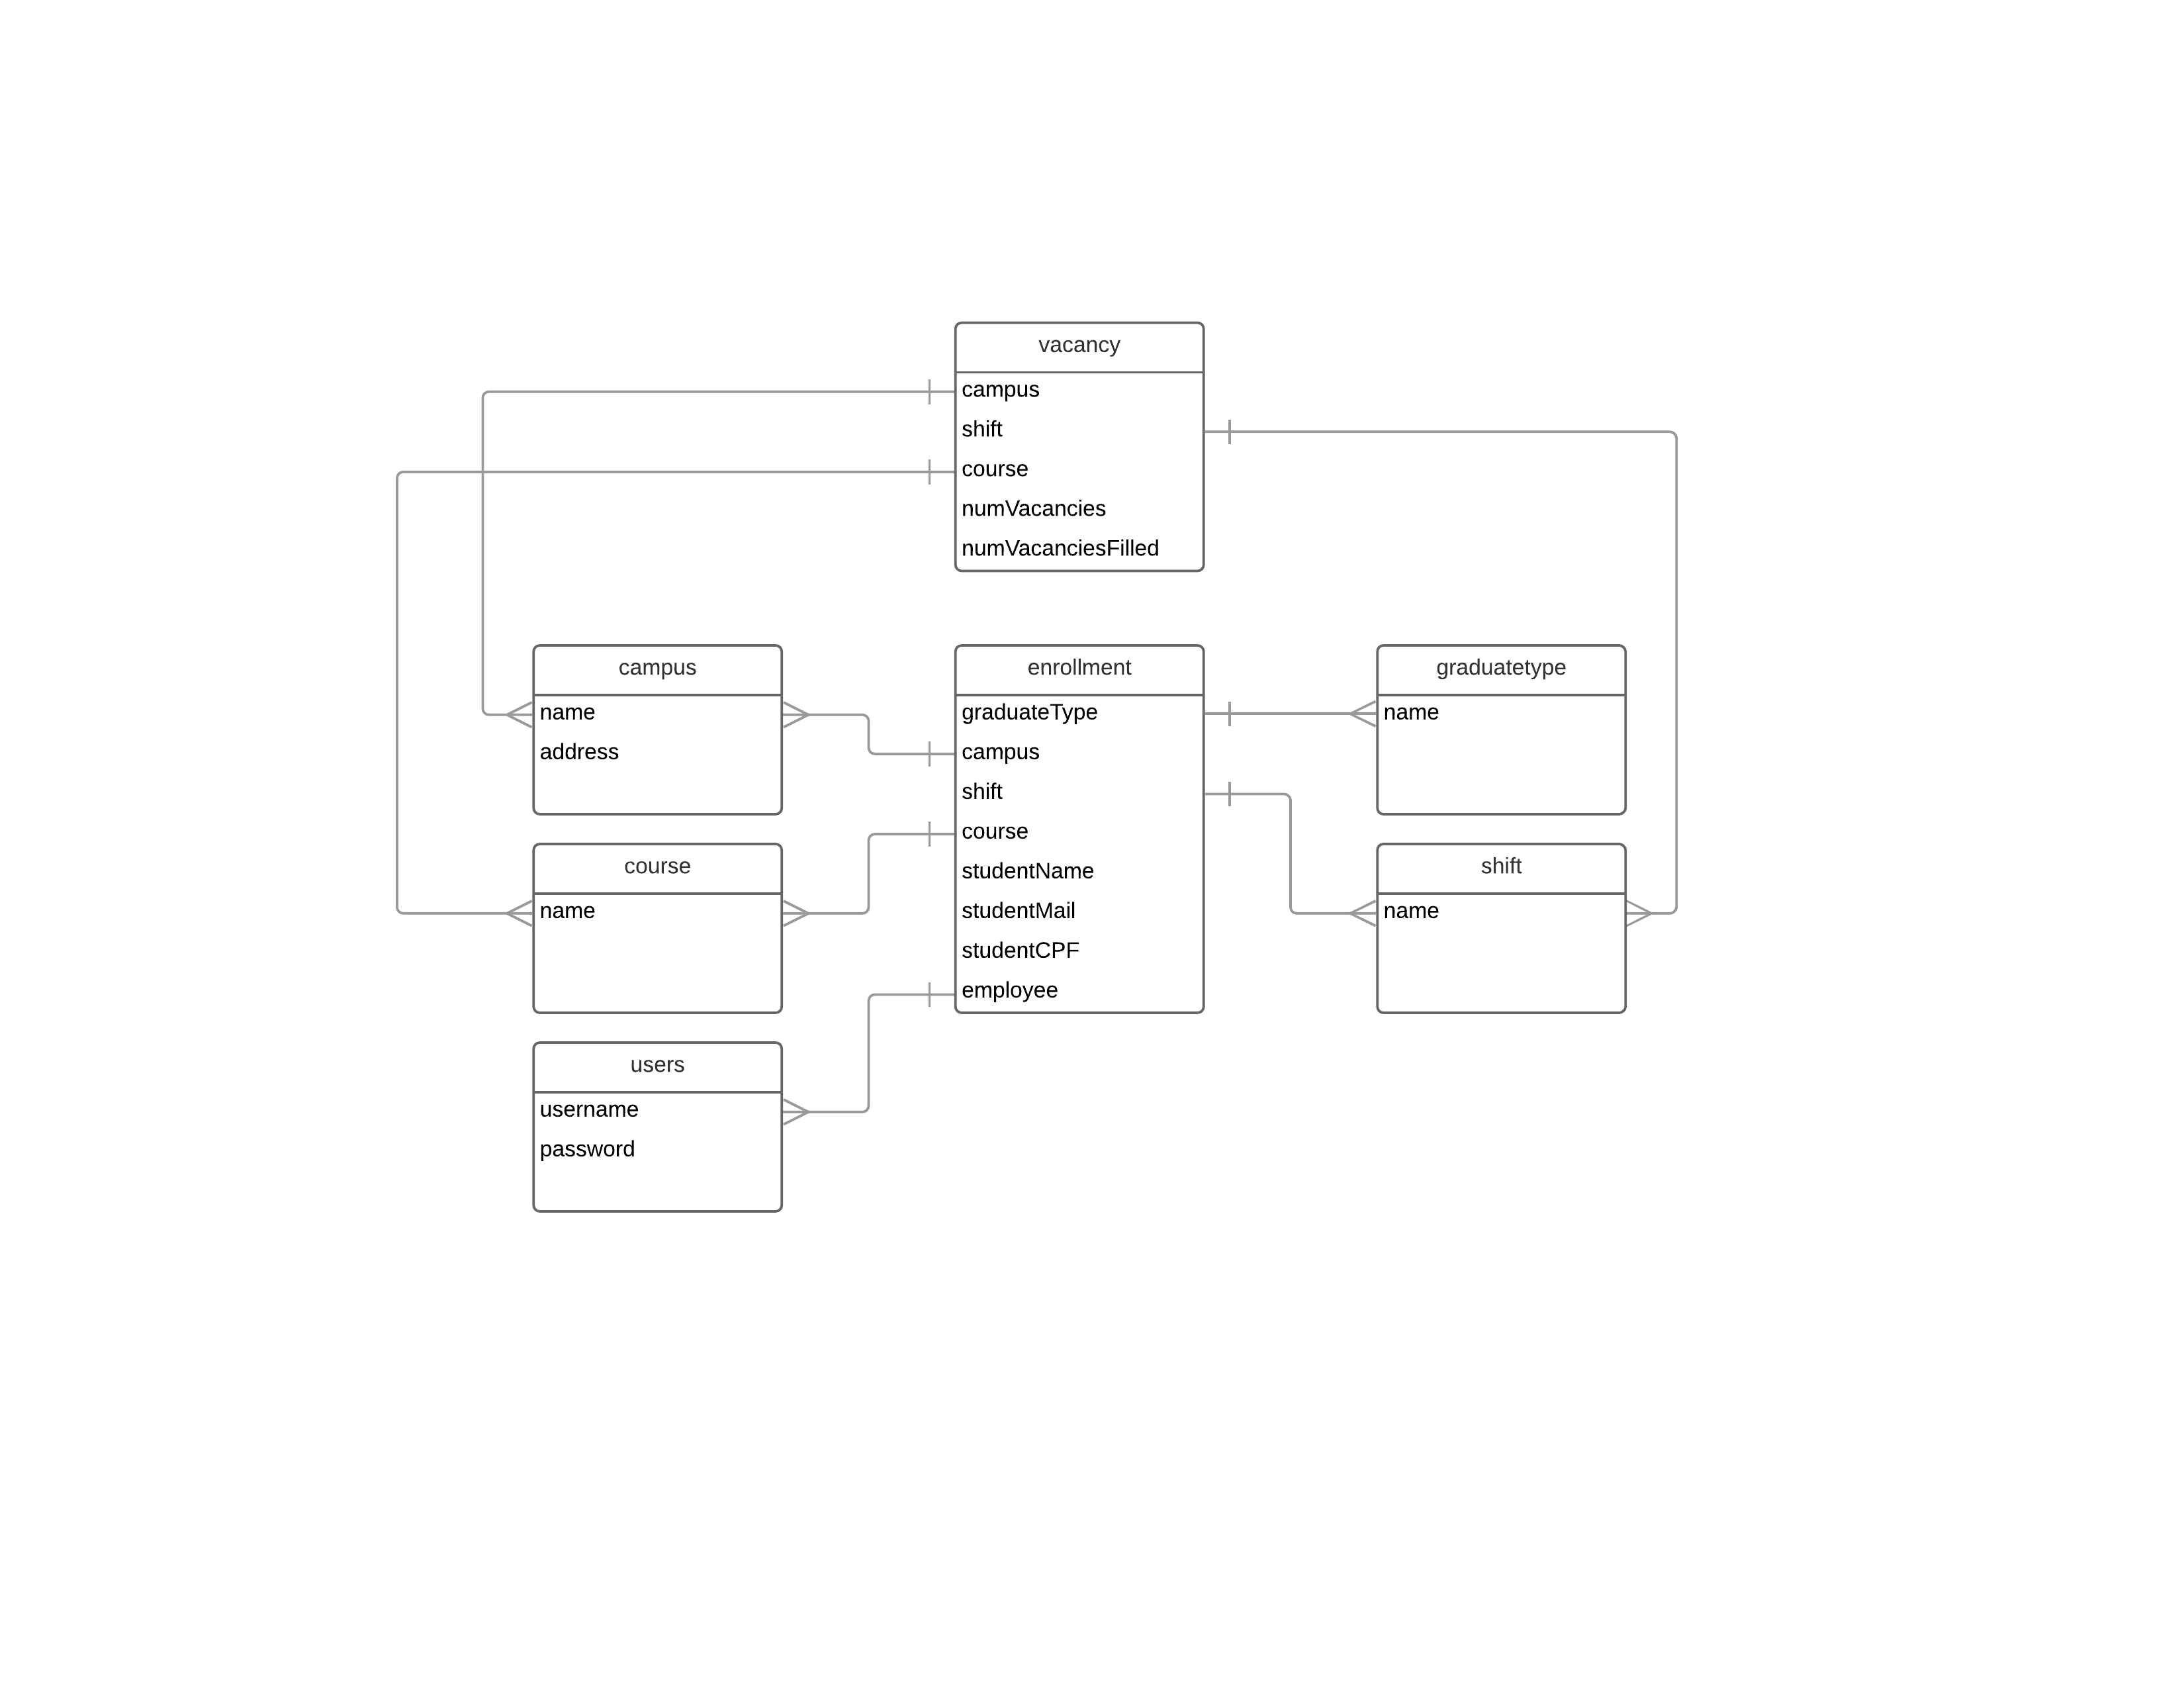 vacancy
campus
shift
course
numVacancies
numVacanciesFilled
campus
name
address
enrollment
graduateType
campus
shift
course
studentName
studentMail
studentCPF
employee
graduatetype
name
course
name
shift
name
users
username
password